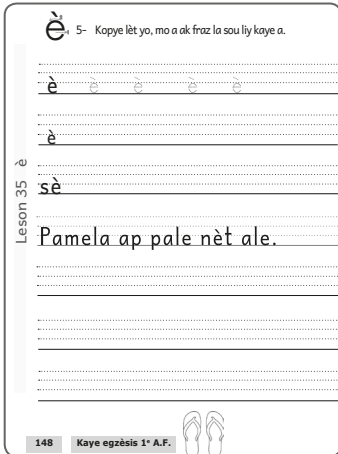 è 5- Kopye lèt yo, mo a ak fraz la sou liy kaye a.
Leson 35 è
è è è è è
è
sè
Pamela ap pale nèt ale.
148 Kaye egzèsis 1e A.F.